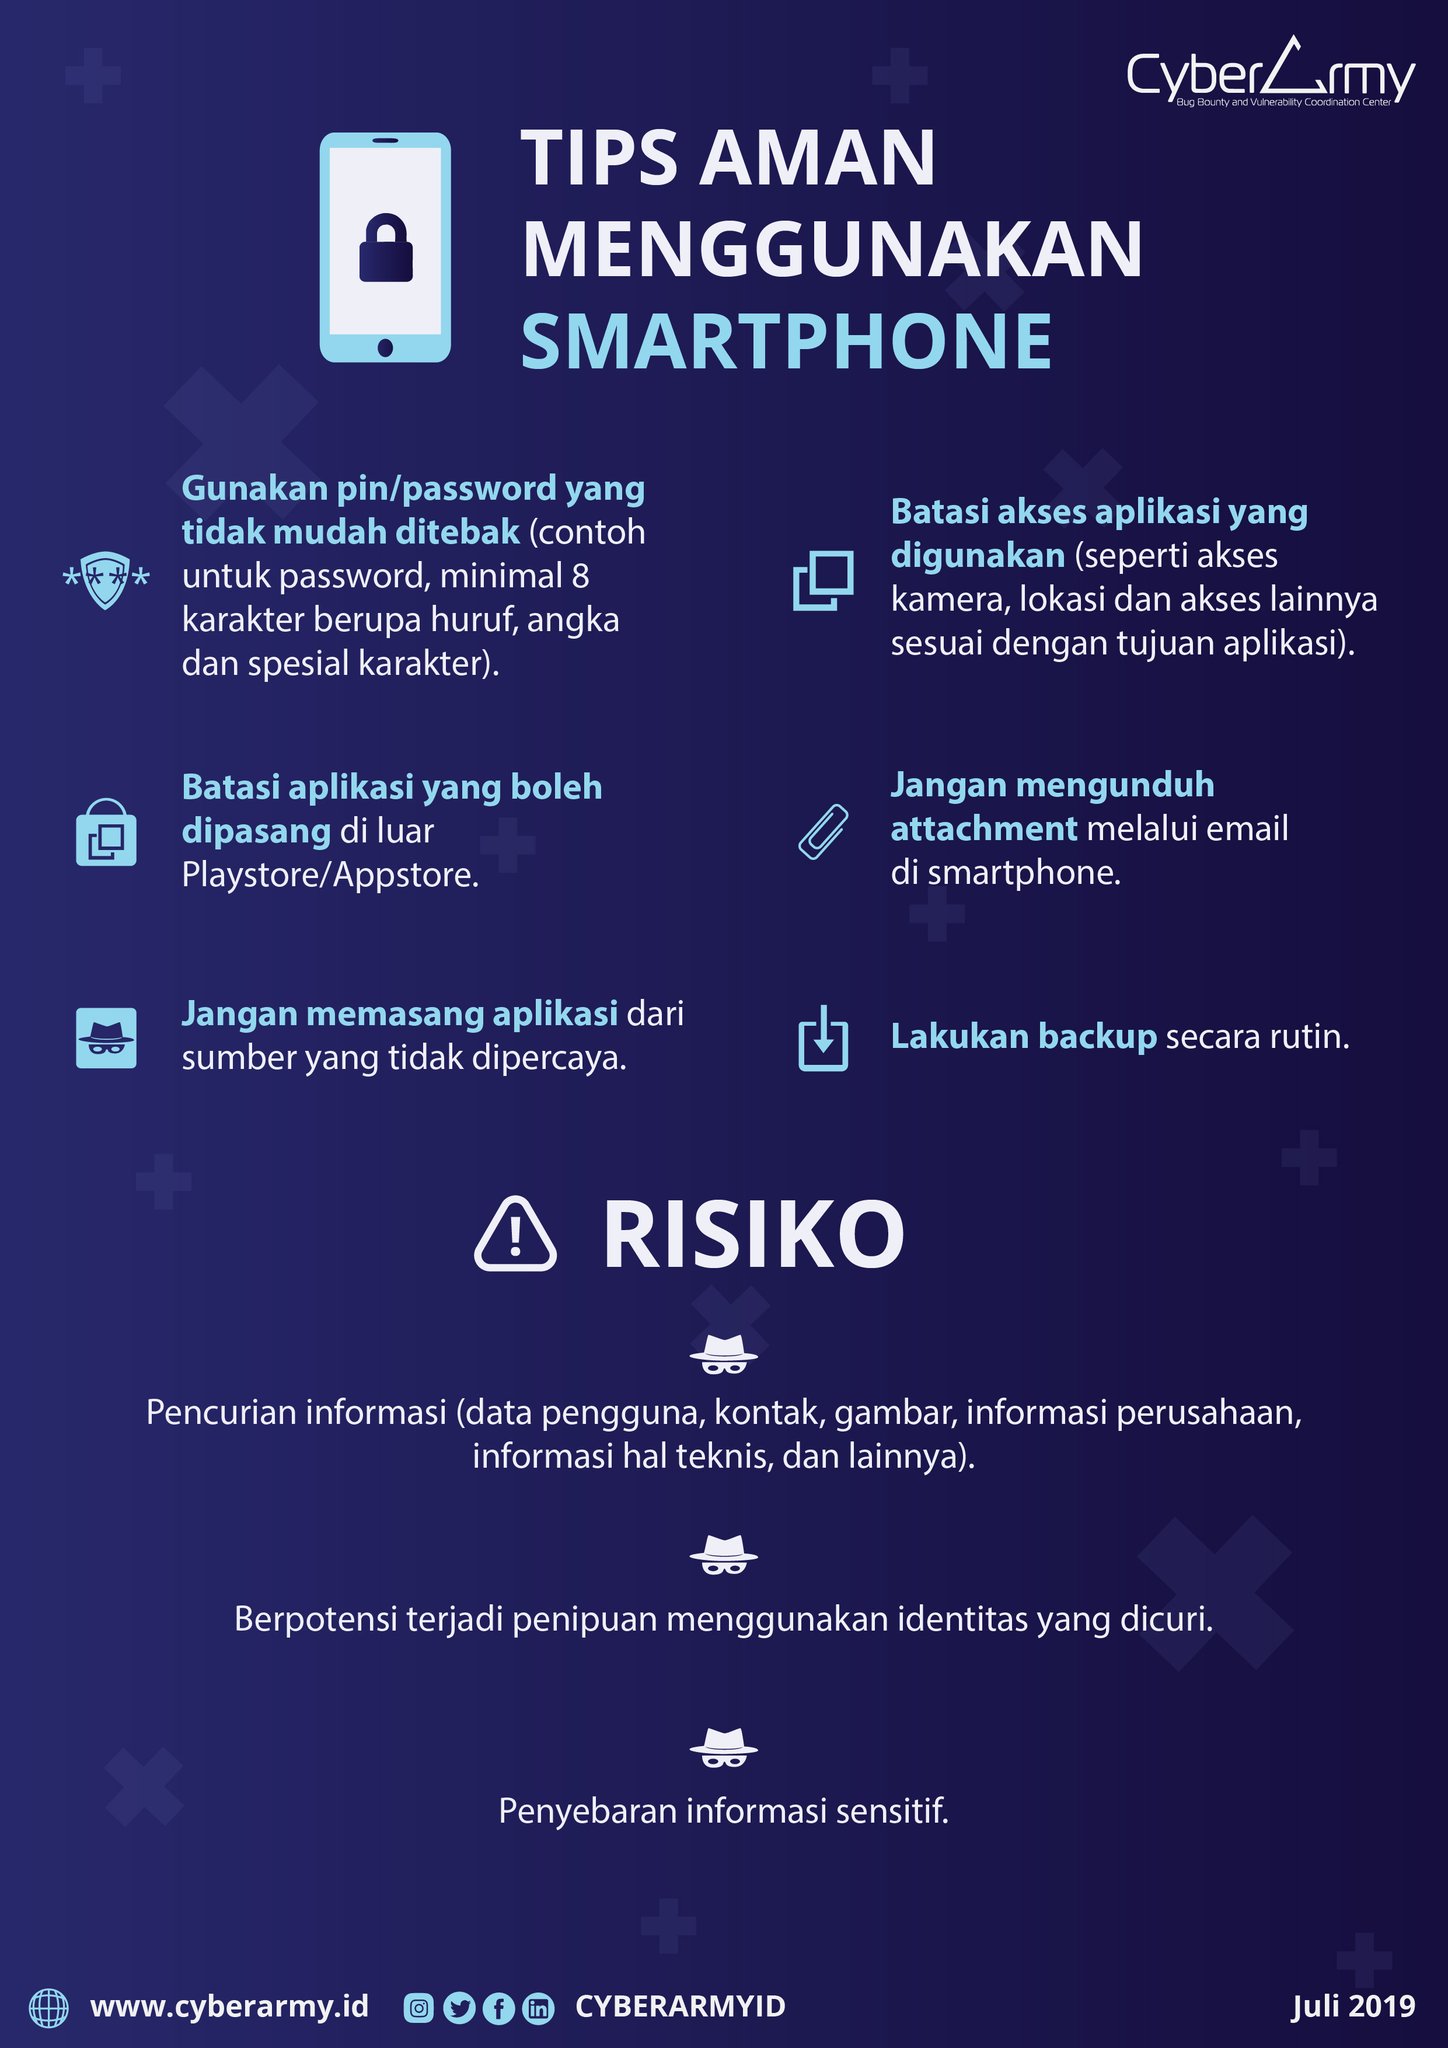 CyberArmy
Bug Bounty and Vulnerability Coordination Center
TIPS AMAN
MENGGUNAKAN
SMARTPHONE
Gunakan pin/password yang
tidak mudah ditebak (contoh
untuk password, minimal 8
karakter berupa huruf, angka
dan spesial karakter).
Batasi akses aplikasi yang
digunakan (seperti akses
kamera, lokasi dan akses lainnya
sesuai dengan tujuan aplikasi).
Batasi aplikasi yang boleh
dipasang di luar
Playstore/Appstore.
Jangan mengunduh
attachment melalui email
di smartphone.
Jangan memasang aplikasi dari
sumber yang tidak dipercaya.
Lakukan backup secara rutin.
RISIKO
Pencurian informasi (data pengguna, kontak, gambar, informasi perusahaan,
informasi hal teknis, dan lainnya).
Berpotensi terjadi penipuan menggunakan identitas yang dicuri.
Penyebaran informasi sensitif.
www.cyberarmy.id
CYBERARMYID
Juli 2019